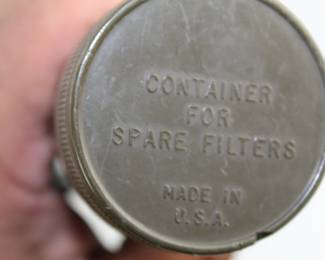 CONTAINER
FOR
SPARE FILTERS
MADE IN
U.S.A.